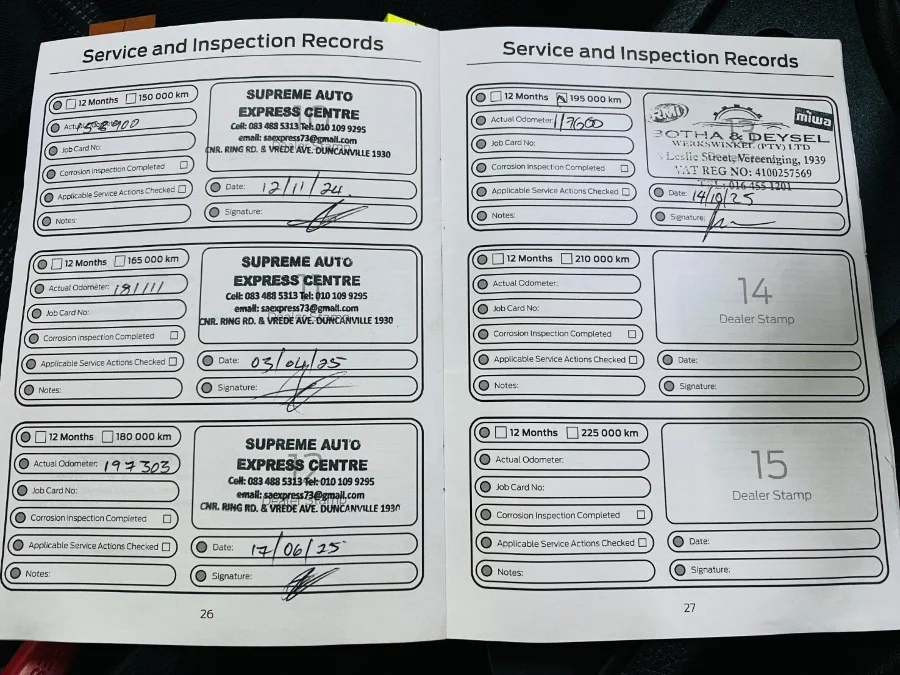 Service and Inspection Records
12 Months 150 000 km
Actual Odometer: 158900
Job Card No:
Corrosion Inspection Completed
Applicable Service Actions Checked
Notes:
SUPREME AUTO
EXPRESS CENTRE
Cell: 083 488 5313 Tel: 010 109 9295
email: saexpress73@gmail.com
CNR. RING RD. & VREDE AVE. DUNCANVILLE 1930
Date: 12/11/24
Signature:
12 Months 165 000 km
Actual Odometer: 181111
Job Card No:
Corrosion Inspection Completed
Applicable Service Actions Checked
Notes:
11
SUPREME AUTO
EXPRESS CENTRE
Cell: 083 488 5313 Tel: 010 109 9295
email: saexpress73@gmail.com
CNR. RING RD. & VREDE AVE. DUNCANVILLE 1930
Date: 03/04/25
Signature:
12 Months 180 000 km
Actual Odometer: 197303
Job Card No:
Corrosion Inspection Completed
Applicable Service Actions Checked
Notes:
12
Dealer Stamp
SUPREME AUTO
EXPRESS CENTRE
Cell: 083 488 5313 Tel: 010 109 9295
email: saexpress73@gmail.com
CNR. RING RD. & VREDE AVE. DUNCANVILLE 1930
Date: 17/06/25
Signature:
26
Service and Inspection Records
12 Months 195 000 km
Actual Odometer:
Job Card No:
Corrosion Inspection Completed
Applicable Service Actions Checked
Notes:
RMI
miwa
BOTHA & DEYSEL
WERKSWINKEL (PTY) LTD
Leslie Street, Vereeniging, 1939
VAT REG NO: 4100257569
TEL: 016 455 1201
Date: 14/10/25
Signature:
12 Months 210 000 km
Actual Odometer:
Job Card No:
Corrosion Inspection Completed
Applicable Service Actions Checked
Notes:
14
Dealer Stamp
Date:
Signature:
12 Months 225 000 km
Actual Odometer:
Job Card No:
Corrosion Inspection Completed
Applicable Service Actions Checked
Notes:
15
Dealer Stamp
Date:
Signature:
27